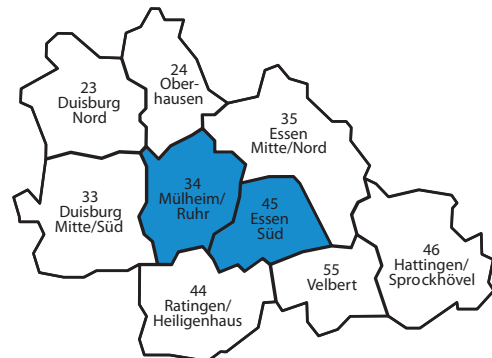 23
Duisburg
Nord
24
Ober-
hausen
35
Essen
Mitte/Nord
33
Duisburg
Mitte/Süd
34
Mülheim/
Ruhr
45
Essen
Süd
46
Hattingen/
Sprockhövel
44
Ratingen/
Heiligenhaus
55
Velbert